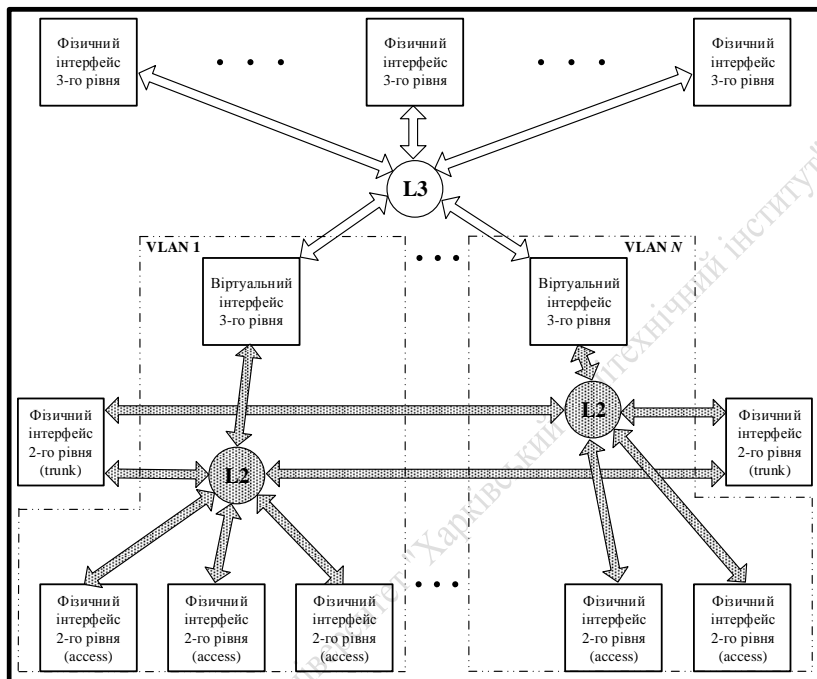 Фізичний
інтерфейс
3-го рівня
Фізичний
інтерфейс
3-го рівня
Фізичний
інтерфейс
3-го рівня
L3
VLAN 1
VLAN N
Віртуальний
інтерфейс
3-го рівня
Віртуальний
інтерфейс
3-го рівня
L2
Фізичний
інтерфейс
2-го рівня
(trunk)
L2
Фізичний
інтерфейс
2-го рівня
(trunk)
Фізичний
інтерфейс
2-го рівня
(access)
Фізичний
інтерфейс
2-го рівня
(access)
Фізичний
інтерфейс
2-го рівня
(access)
Фізичний
інтерфейс
2-го рівня
(access)
Фізичний
інтерфейс
2-го рівня
(access)
"Харківський ітехнічний інститут"